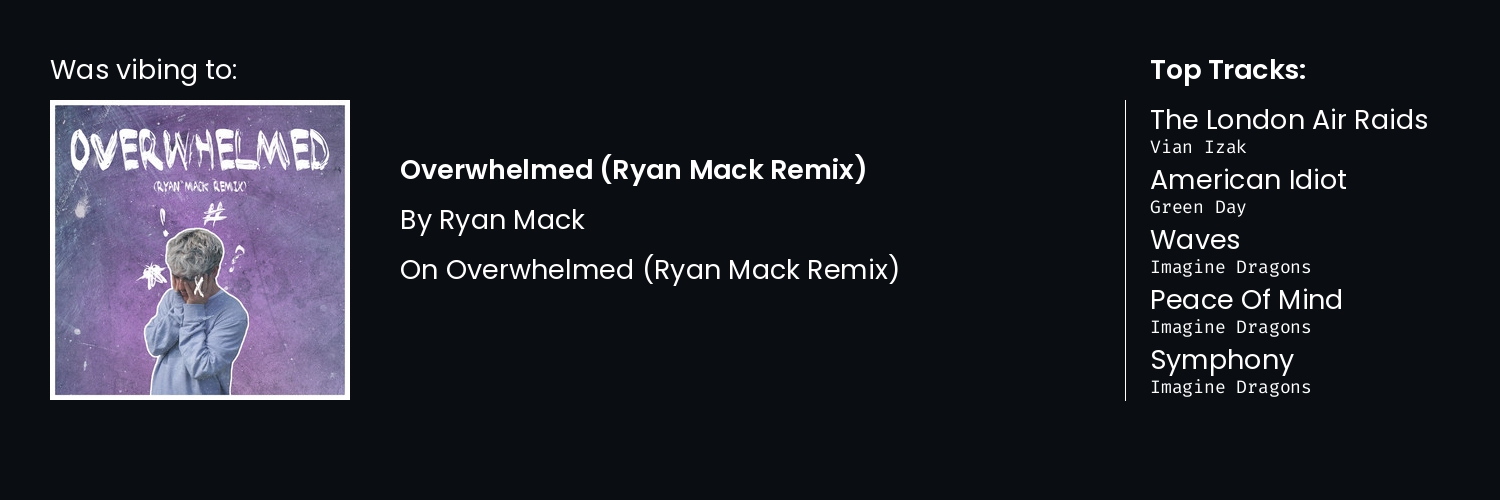 Was vibing to:
OVERWHELMED
(RYAN MACK REMIX)
Overwhelmed (Ryan Mack Remix)
By Ryan Mack
On Overwhelmed (Ryan Mack Remix)
Top Tracks:
The London Air Raids
Vian Izak
American Idiot
Green Day
Waves
Imagine Dragons
Peace Of Mind
Imagine Dragons
Symphony
Imagine Dragons